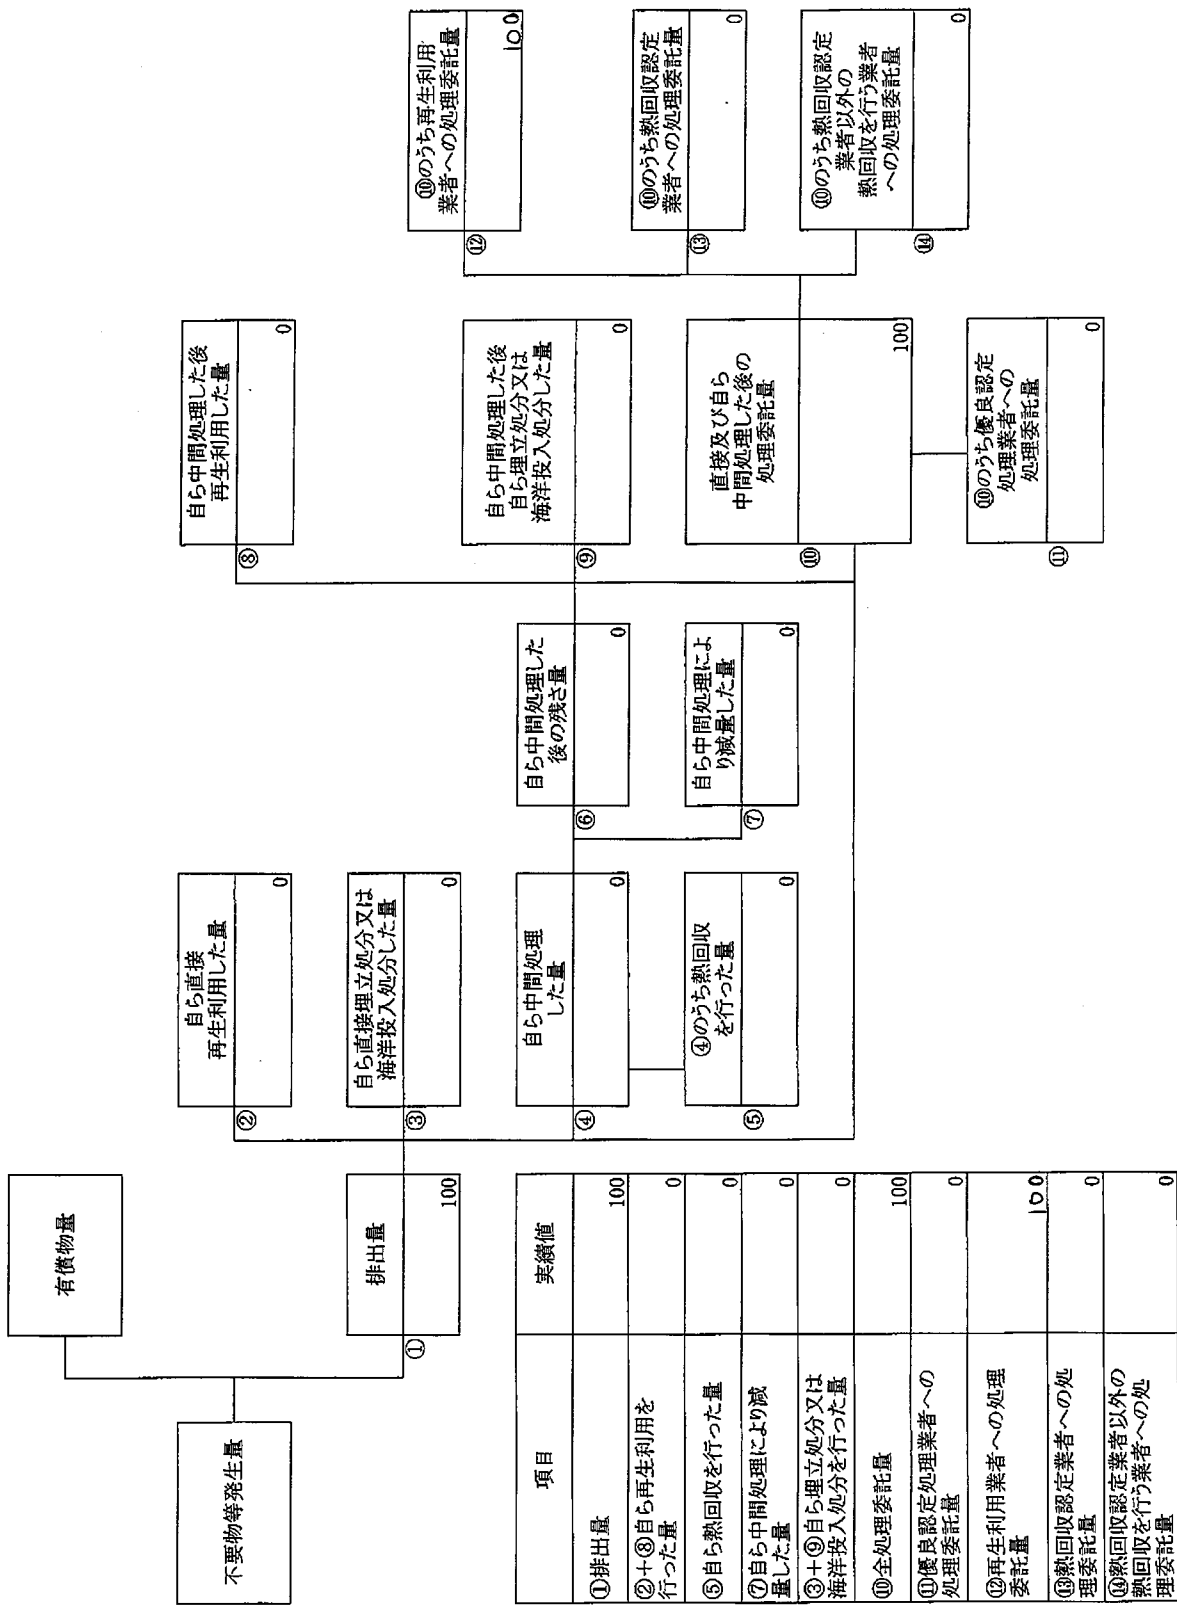 不要物等発生量
有償物量
①
排出量
100
②
自ら直接
再生利用した量
0
③
自ら直接埋立処分又は
海洋投入処分した量
0
④
自ら中間処理
した量
0
⑤
④のうち熱回収
を行った量
0
⑥
自ら中間処理した
後の残さ量
0
⑦
自ら中間処理によ
り減量した量
0
⑧
自ら中間処理した後
再生利用した量
0
⑨
自ら中間処理した後
自ら埋立処分又は
海洋投入処分した量
0
⑩
直接及び自ら
中間処理した後の
処理委託量
100
⑪
⑩のうち優良認定
処理業者への
処理委託量
0
⑫
⑩のうち再生利用
業者への処理委託量
100
⑬
⑩のうち熱回収認定
業者への処理委託量
0
⑭
⑩のうち熱回収認定
業者以外の
熱回収を行う業者
への処理委託量
0
項目
実績値
①排出量
100
②+⑧自ら再生利用を
行った量
0
⑤自ら熱回収を行った量
0
⑦自ら中間処理により減
量した量
0
③+⑨自ら埋立処分又は
海洋投入処分を行った量
0
⑩全処理委託量
100
⑪優良認定処理業者への
処理委託量
0
⑫再生利用業者への処理
委託量
100
⑬熱回収認定業者への処
理委託量
0
⑭熱回収認定業者以外の
熱回収を行う業者への処
理委託量
0